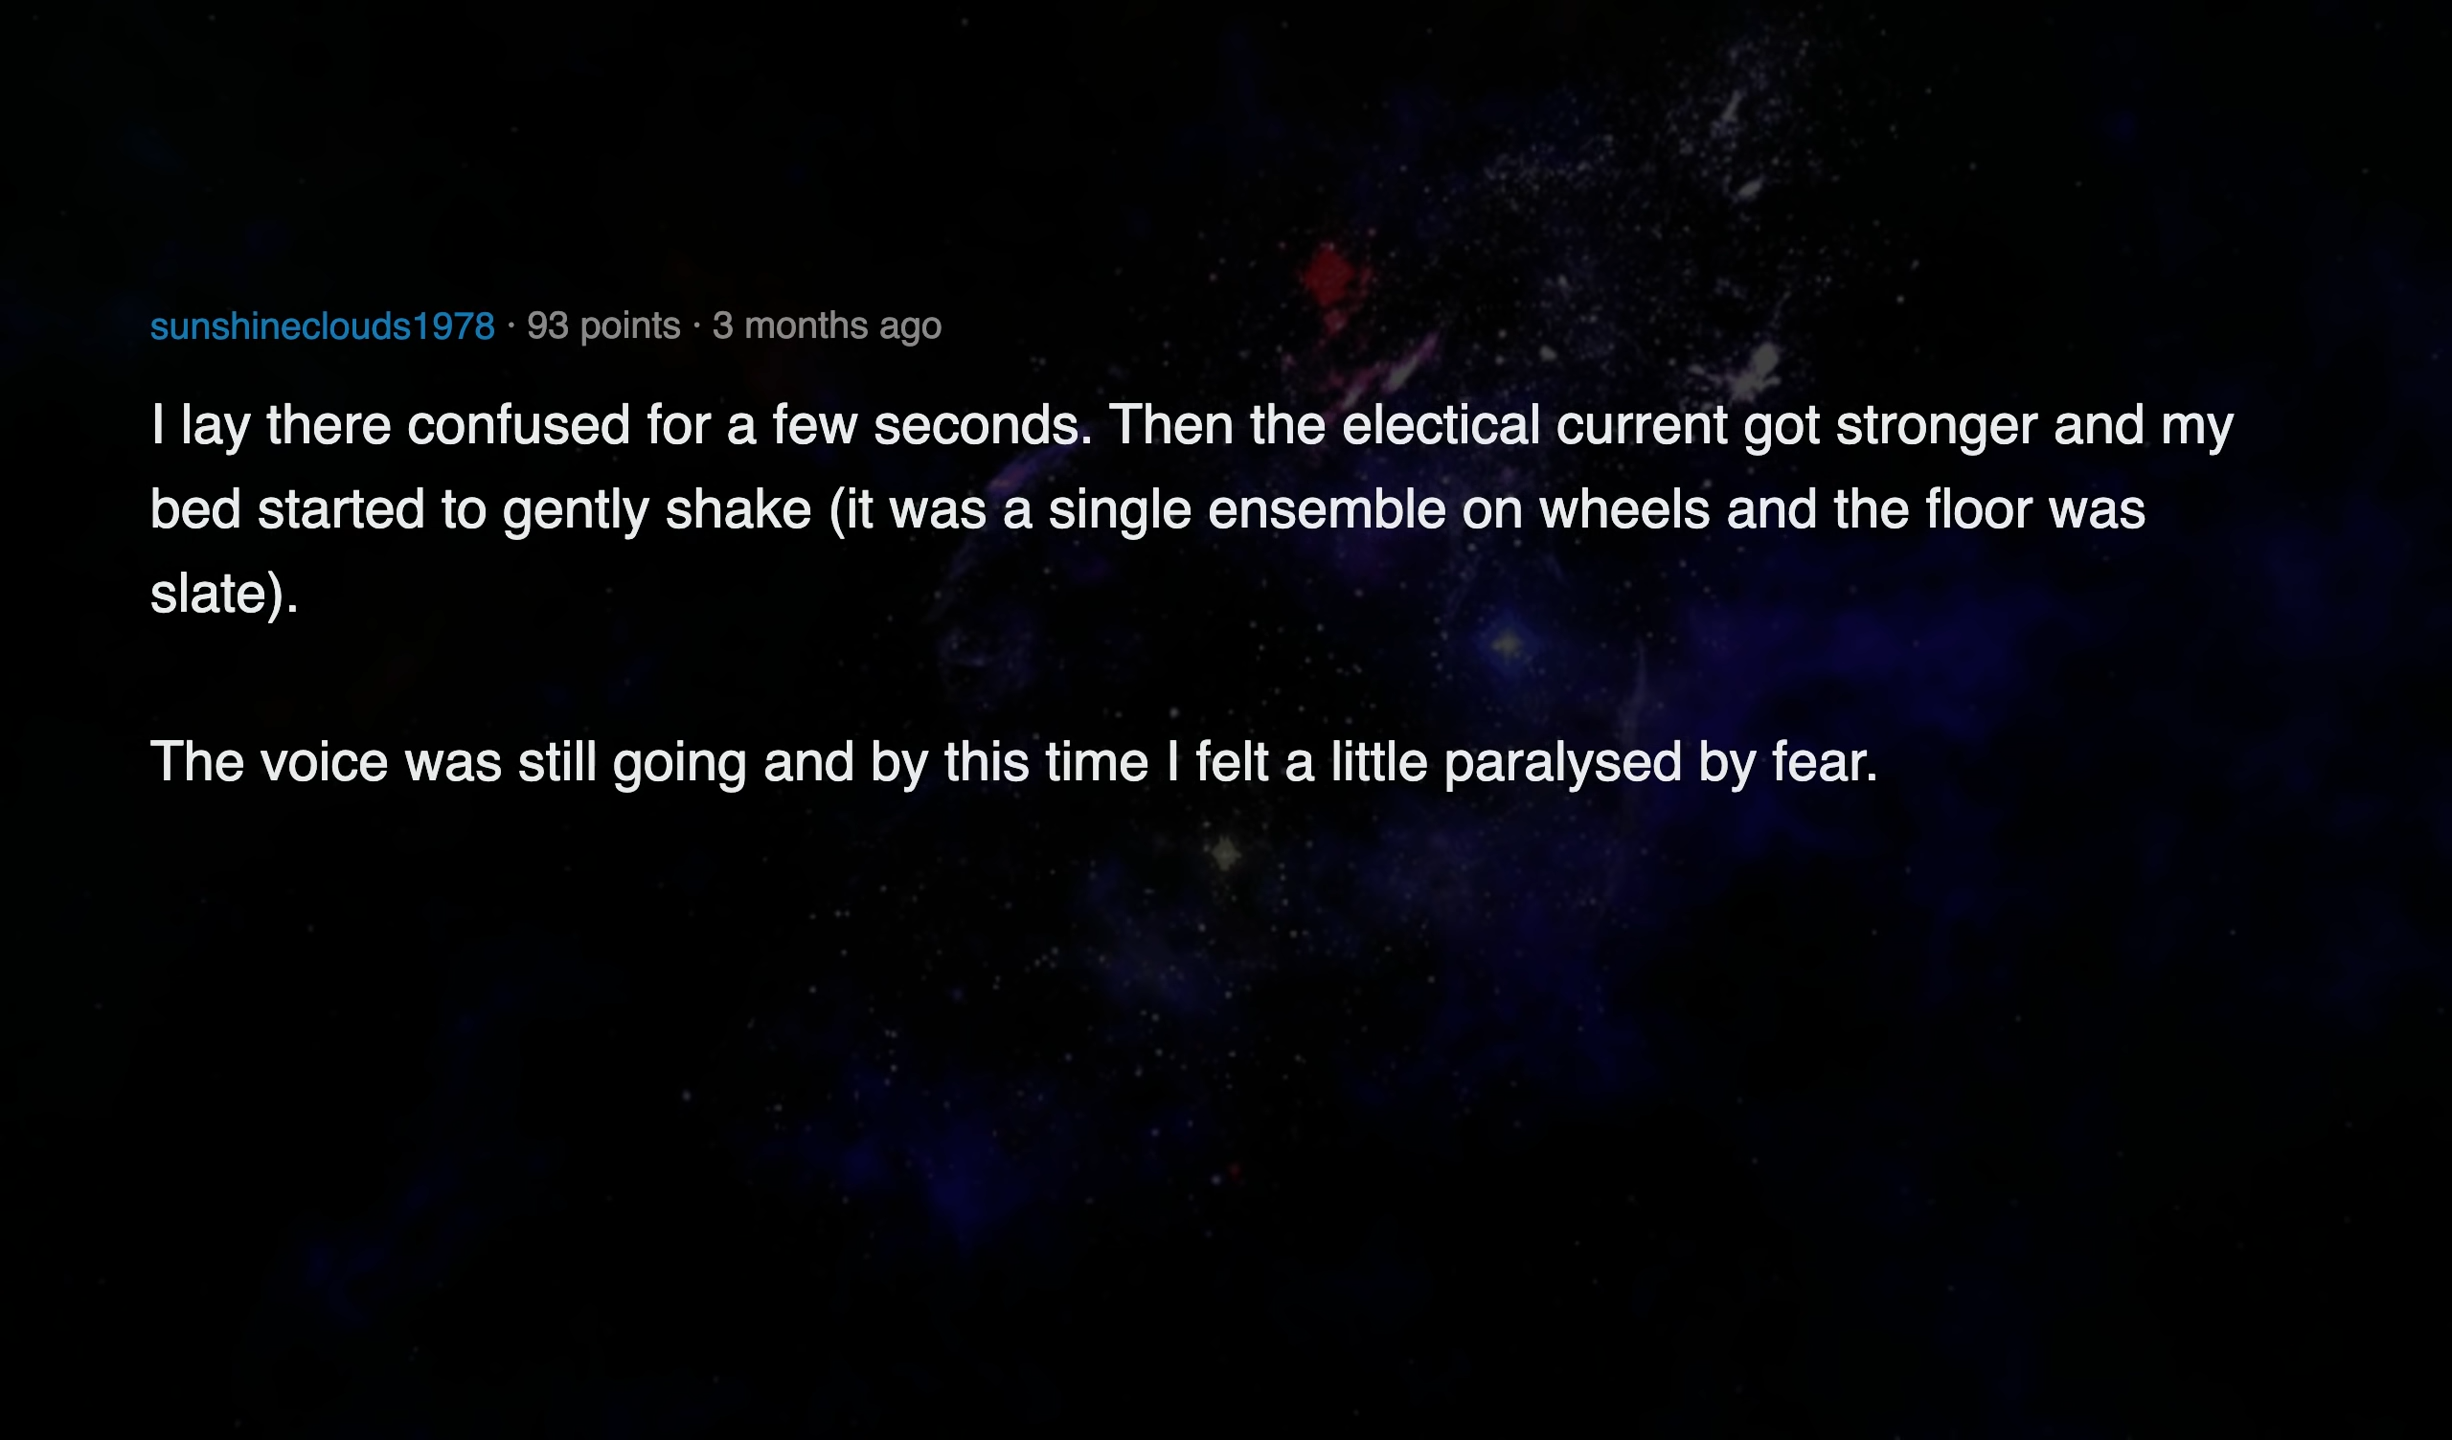 sunshineclouds1978 · 93 points · 3 months ago
I lay there confused for a few seconds. Then the electical current got stronger and my
bed started to gently shake (it was a single ensemble on wheels and the floor was
slate).
The voice was still going and by this time I felt a little paralysed by fear.